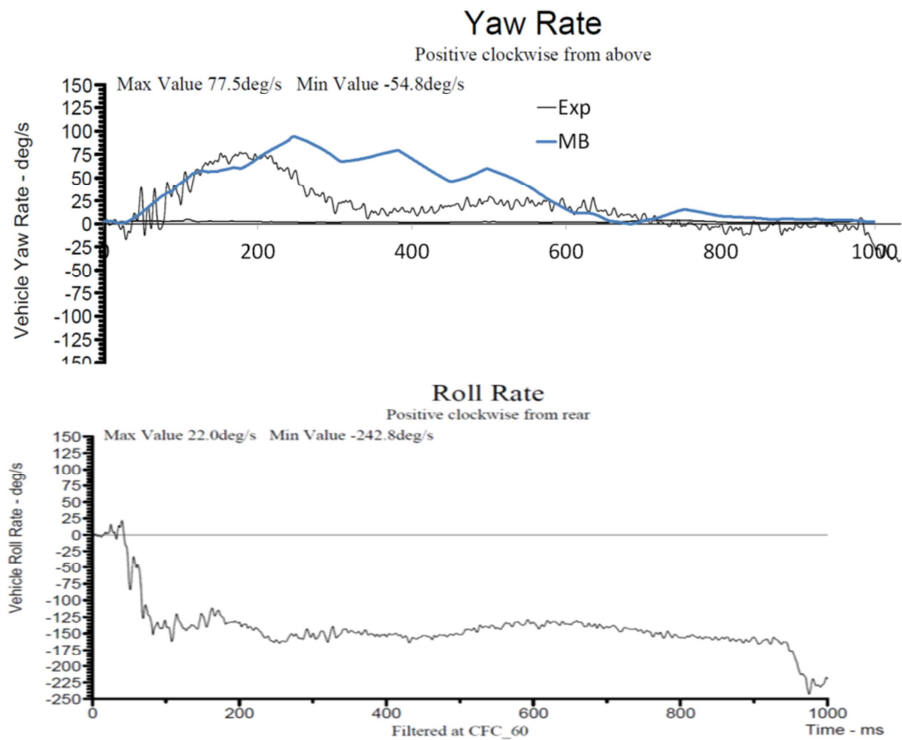 Yaw Rate
Positive clockwise from above
Max Value 77.5deg/s Min Value -54.8deg/s
Exp
MB
Vehicle Yaw Rate - deg/s
150
125
100
75
50
25
0
-25
-50
-75
-100
-125
150
0 200 400 600 800 1000
Roll Rate
Positive clockwise from rear
Max Value 22.0deg/s Min Value -242.8deg/s
Vehicle Roll Rate - deg/s
150
125
100
75
50
25
0
-25
-50
-75
-100
-125
-150
-175
-200
-225
-250
0 200 400 600 800 1000
Filtered at CFC_60
Time - ms